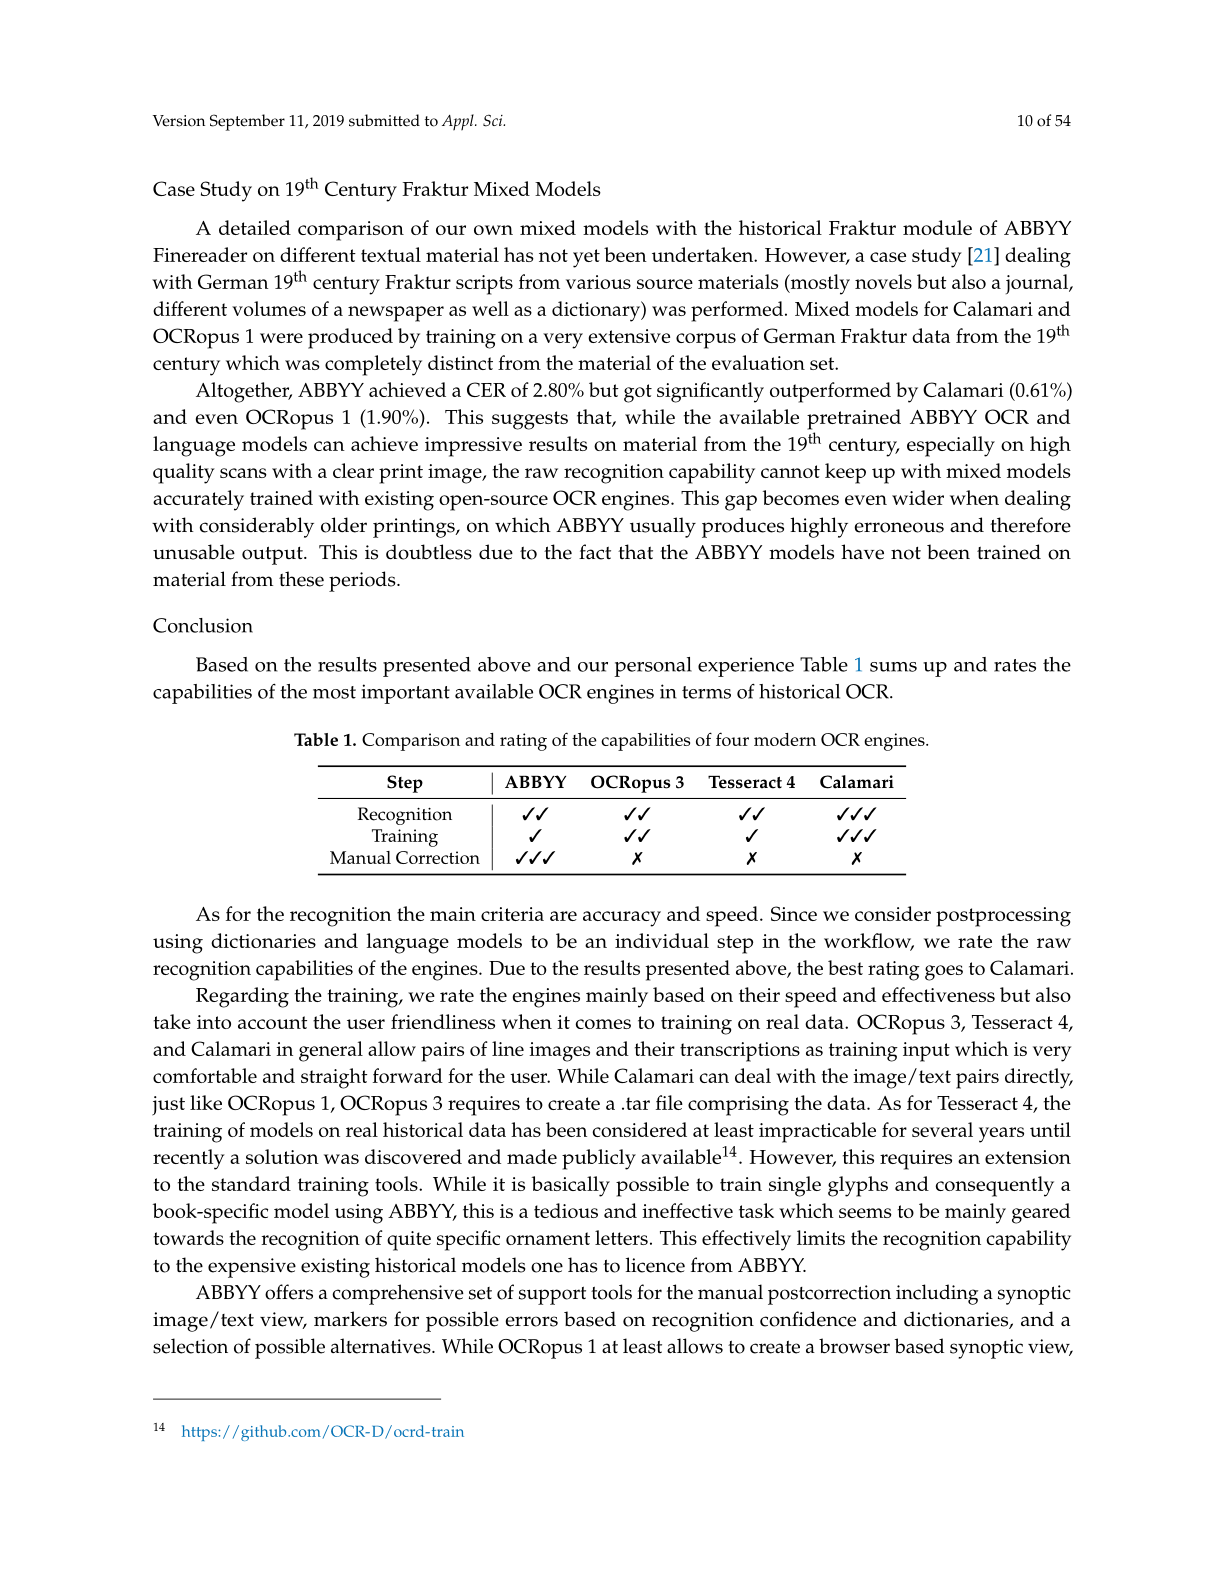 Version September 11, 2019 submitted to Appl. Sci. 10 of 54
Case Study on 19th Century Fraktur Mixed Models
A detailed comparison of our own mixed models with the historical Fraktur module of ABBYY
Finereader on different textual material has not yet been undertaken. However, a case study [21] dealing
with German 19th century Fraktur scripts from various source materials (mostly novels but also a journal,
different volumes of a newspaper as well as a dictionary) was performed. Mixed models for Calamari and
OCRopus 1 were produced by training on a very extensive corpus of German Fraktur data from the 19th
century which was completely distinct from the material of the evaluation set.
Altogether, ABBYY achieved a CER of 2.80% but got significantly outperformed by Calamari (0.61%)
and even OCRopus 1 (1.90%). This suggests that, while the available pretrained ABBYY OCR and
language models can achieve impressive results on material from the 19th century, especially on high
quality scans with a clear print image, the raw recognition capability cannot keep up with mixed models
accurately trained with existing open-source OCR engines. This gap becomes even wider when dealing
with considerably older printings, on which ABBYY usually produces highly erroneous and therefore
unusable output. This is doubtless due to the fact that the ABBYY models have not been trained on
material from these periods.
Conclusion
Based on the results presented above and our personal experience Table 1 sums up and rates the
capabilities of the most important available OCR engines in terms of historical OCR.
Table 1. Comparison and rating of the capabilities of four modern OCR engines.
Step ABBYY OCRopus 3 Tesseract 4 Calamari
Recognition ✓✓ ✓✓ ✓✓ ✓✓✓
Training ✓ ✓✓ ✓ ✓✓✓
Manual Correction ✓✓✓ ✗ ✗ ✗
As for the recognition the main criteria are accuracy and speed. Since we consider postprocessing
using dictionaries and language models to be an individual step in the workflow, we rate the raw
recognition capabilities of the engines. Due to the results presented above, the best rating goes to Calamari.
Regarding the training, we rate the engines mainly based on their speed and effectiveness but also
take into account the user friendliness when it comes to training on real data. OCRopus 3, Tesseract 4,
and Calamari in general allow pairs of line images and their transcriptions as training input which is very
comfortable and straight forward for the user. While Calamari can deal with the image/text pairs directly,
just like OCRopus 1, OCRopus 3 requires to create a .tar file comprising the data. As for Tesseract 4, the
training of models on real historical data has been considered at least impracticable for several years until
recently a solution was discovered and made publicly available14. However, this requires an extension
to the standard training tools. While it is basically possible to train single glyphs and consequently a
book-specific model using ABBYY, this is a tedious and ineffective task which seems to be mainly geared
towards the recognition of quite specific ornament letters. This effectively limits the recognition capability
to the expensive existing historical models one has to licence from ABBYY.
ABBYY offers a comprehensive set of support tools for the manual postcorrection including a synoptic
image/text view, markers for possible errors based on recognition confidence and dictionaries, and a
selection of possible alternatives. While OCRopus 1 at least allows to create a browser based synoptic view,
14 https://github.com/OCR-D/ocrd-train